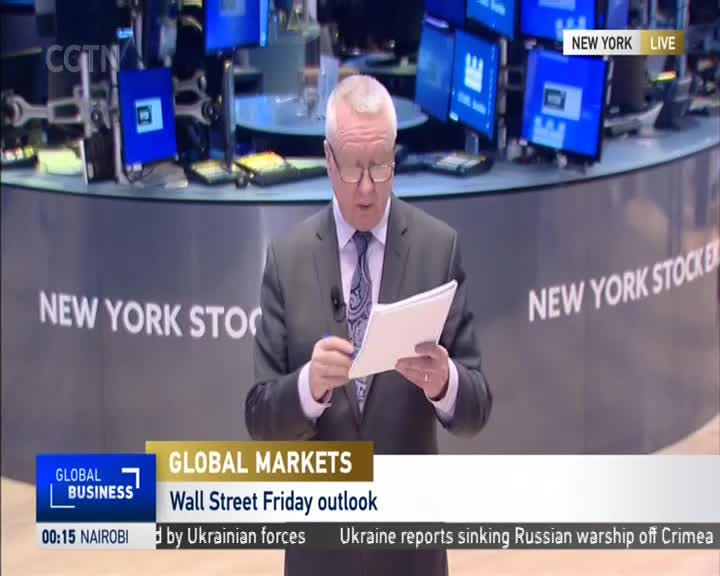 CCTN
NEW YORK LIVE
NEW YORK STOC
NEW YORK STOCK EX
GLOBAL MARKETS
GLOBAL
BUSINESS
Wall Street Friday outlook
00:15 NAIROBI
d by Ukrainian forces Ukraine reports sinking Russian warship off Crimea